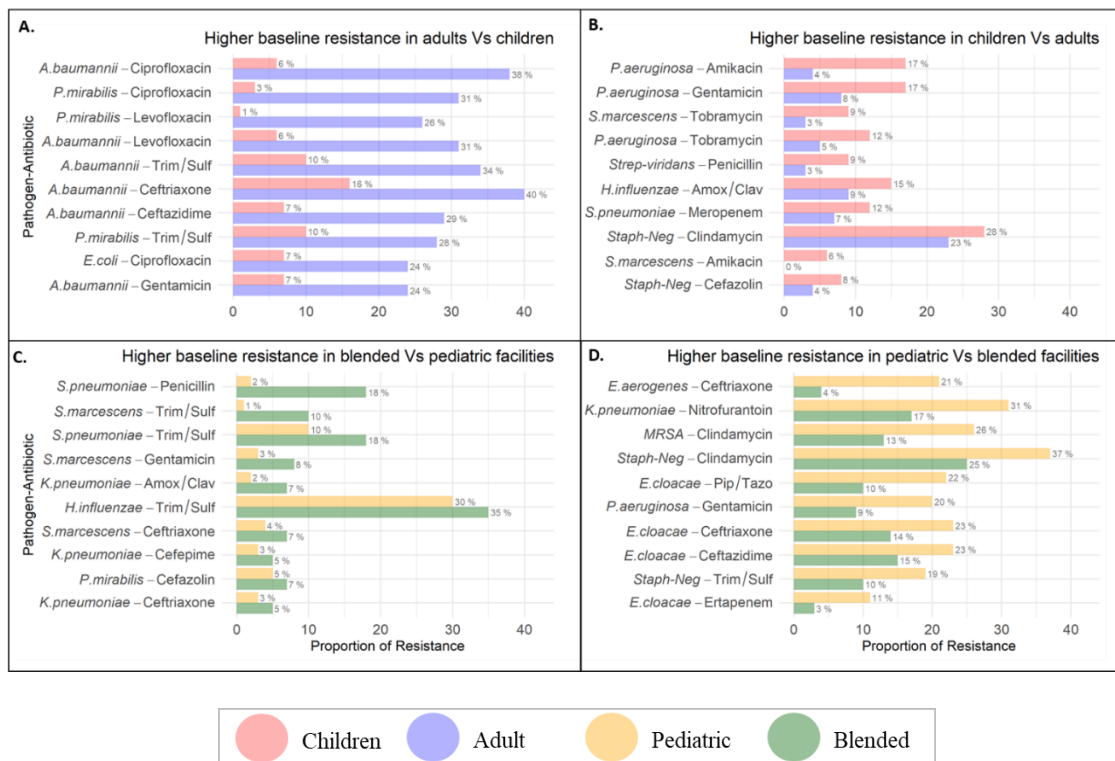 A.
Higher baseline resistance in adults Vs children
Pathogen-Antibiotic
A.baumannii – Ciprofloxacin
6 %
38 %
P.mirabilis – Ciprofloxacin
3 %
31 %
P.mirabilis – Levofloxacin
1 %
26 %
A.baumannii – Levofloxacin
6 %
31 %
A.baumannii – Trim/Sulf
10 %
34 %
A.baumannii – Ceftriaxone
16 %
40 %
A.baumannii – Ceftazidime
7 %
29 %
P.mirabilis – Trim/Sulf
10 %
28 %
E.coli – Ciprofloxacin
7 %
24 %
A.baumannii – Gentamicin
7 %
24 %
0 10 20 30 40
B.
Higher baseline resistance in children Vs adults
P.aeruginosa – Amikacin
17 %
4 %
P.aeruginosa – Gentamicin
17 %
8 %
S.marcescens – Tobramycin
9 %
3 %
P.aeruginosa – Tobramycin
12 %
5 %
Strep-viridans – Penicillin
9 %
3 %
H.influenzae – Amox/Clav
15 %
9 %
S.pneumoniae – Meropenem
12 %
7 %
Staph-Neg – Clindamycin
28 %
23 %
S.marcescens – Amikacin
6 %
0 %
Staph-Neg – Cefazolin
8 %
4 %
0 10 20 30 40
C.
Higher baseline resistance in blended Vs pediatric facilities
Pathogen-Antibiotic
S.pneumoniae – Penicillin
2 %
18 %
S.marcescens – Trim/Sulf
1 %
10 %
S.pneumoniae – Trim/Sulf
10 %
18 %
S.marcescens – Gentamicin
3 %
8 %
K.pneumoniae – Amox/Clav
2 %
7 %
H.influenzae – Trim/Sulf
30 %
35 %
S.marcescens – Ceftriaxone
4 %
7 %
K.pneumoniae – Cefepime
3 %
5 %
P.mirabilis – Cefazolin
5 %
7 %
K.pneumoniae – Ceftriaxone
3 %
5 %
0 10 20 30 40
Proportion of Resistance
D.
Higher baseline resistance in pediatric Vs blended facilities
E.aerogenes – Ceftriaxone
21 %
4 %
K.pneumoniae – Nitrofurantoin
31 %
17 %
MRSA – Clindamycin
26 %
13 %
Staph-Neg – Clindamycin
37 %
25 %
E.cloacae – Pip/Tazo
22 %
10 %
P.aeruginosa – Gentamicin
20 %
9 %
E.cloacae – Ceftriaxone
23 %
14 %
E.cloacae – Ceftazidime
23 %
15 %
Staph-Neg – Trim/Sulf
19 %
10 %
E.cloacae – Ertapenem
11 %
3 %
0 10 20 30 40
Proportion of Resistance
Children Adult Pediatric Blended